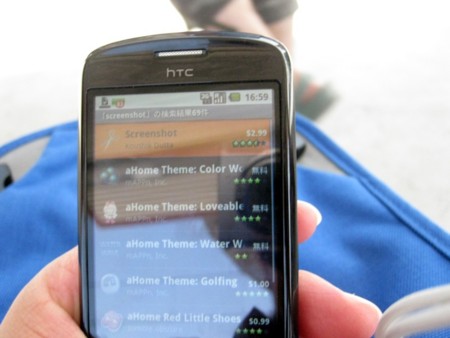 hTC
16:59
Screenshot
$2.99
aHome Theme: Color Wo
無料
aHome Theme: Loveable
無料
aHome Theme: Water W
無料
aHome Theme: Golfing
$1.00
aHome Red Little Shoes
$0.99